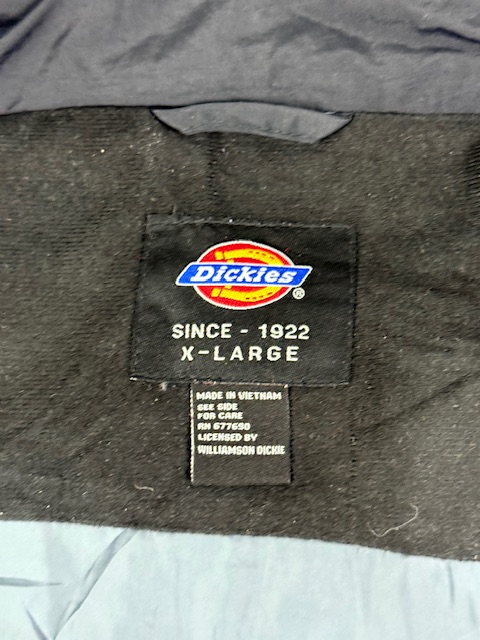 Dickies ®
SINCE - 1922
X-LARGE
MADE IN VIETNAM
SEE SIDE
FOR CARE
RN 677690
LICENSED BY
WILLIAMSON DICKIE